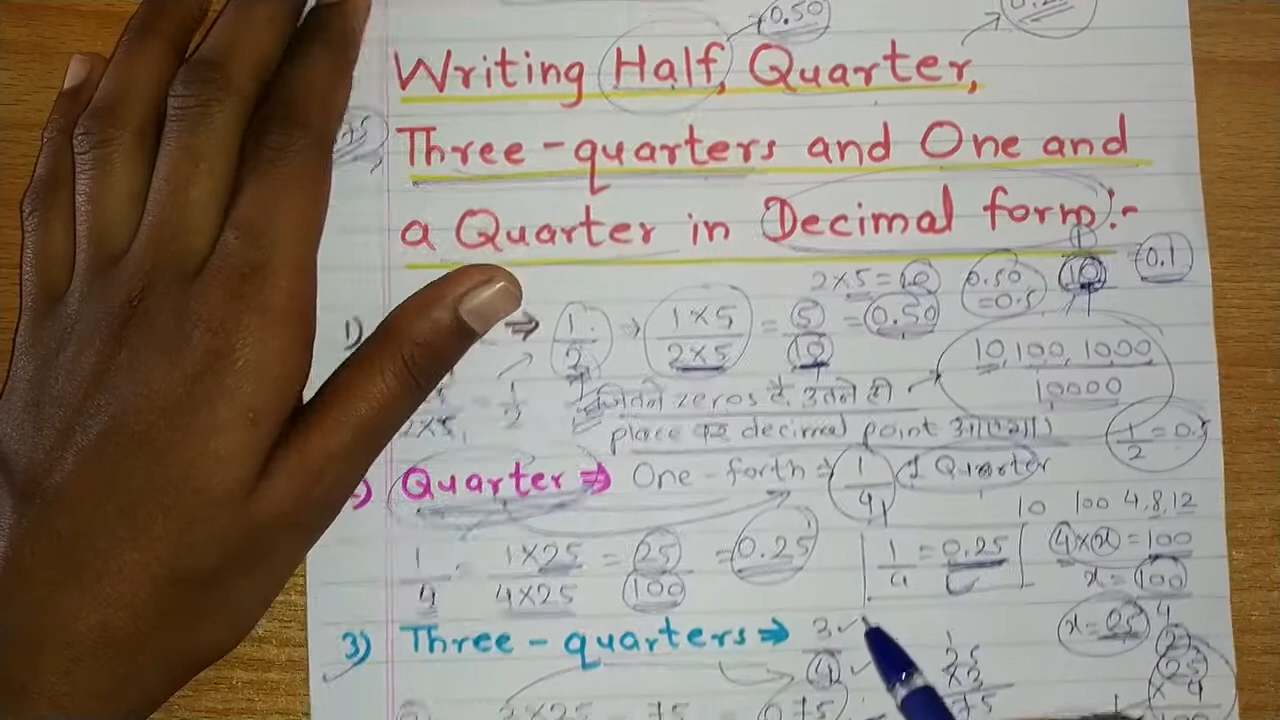 0.50
Writing Half, Quarter,
Three-quarters and One and
a Quarter in Decimal form:-
2×5=10 0.50 =0.5 1/10 =0.1
1) ⇒ 1/2 → 1×5/2×5 = 5/10 = 0.50
10,100,1000
10000
जितने zeros है उतने ही
place पर decimal point
1/2 = 0.5
Quarter ⇒ One-forth ⇒ 1/4 1 Quarter
10 100 4,8,12
1/4 1×25/4×25 = 25/100 = 0.25 1/4 = 0.25 4×x=100
x=100
x=25
3) Three-quarters ⇒ 3/4
75